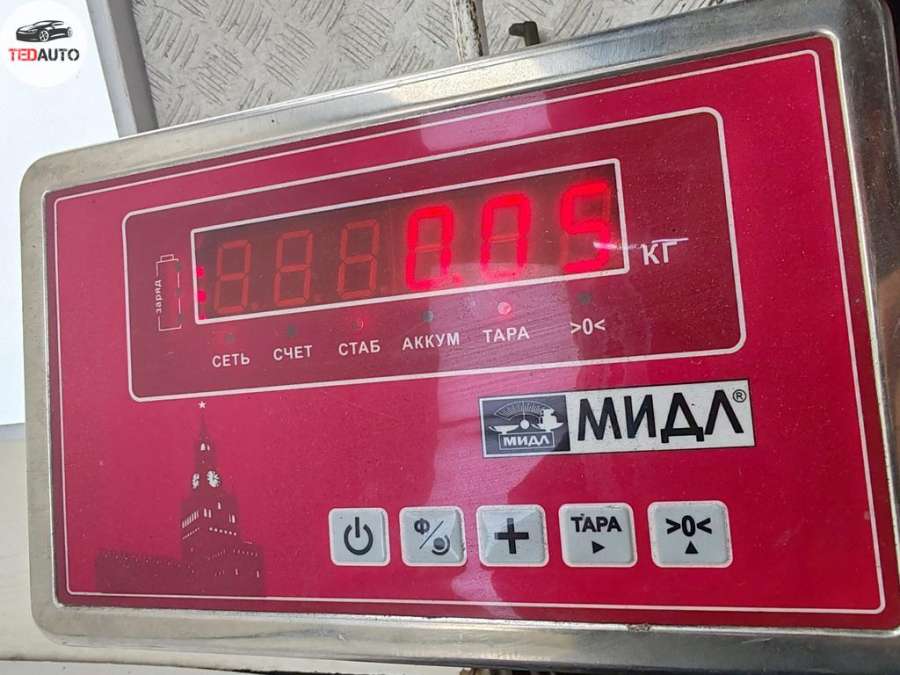 TEDAUTO
0.05
КГ
заряд
СЕТЬ СЧЕТ СТАБ АККУМ ТАРА >0<
МИДЛ МИДЛ®
Ф/ + ТАРА >0<